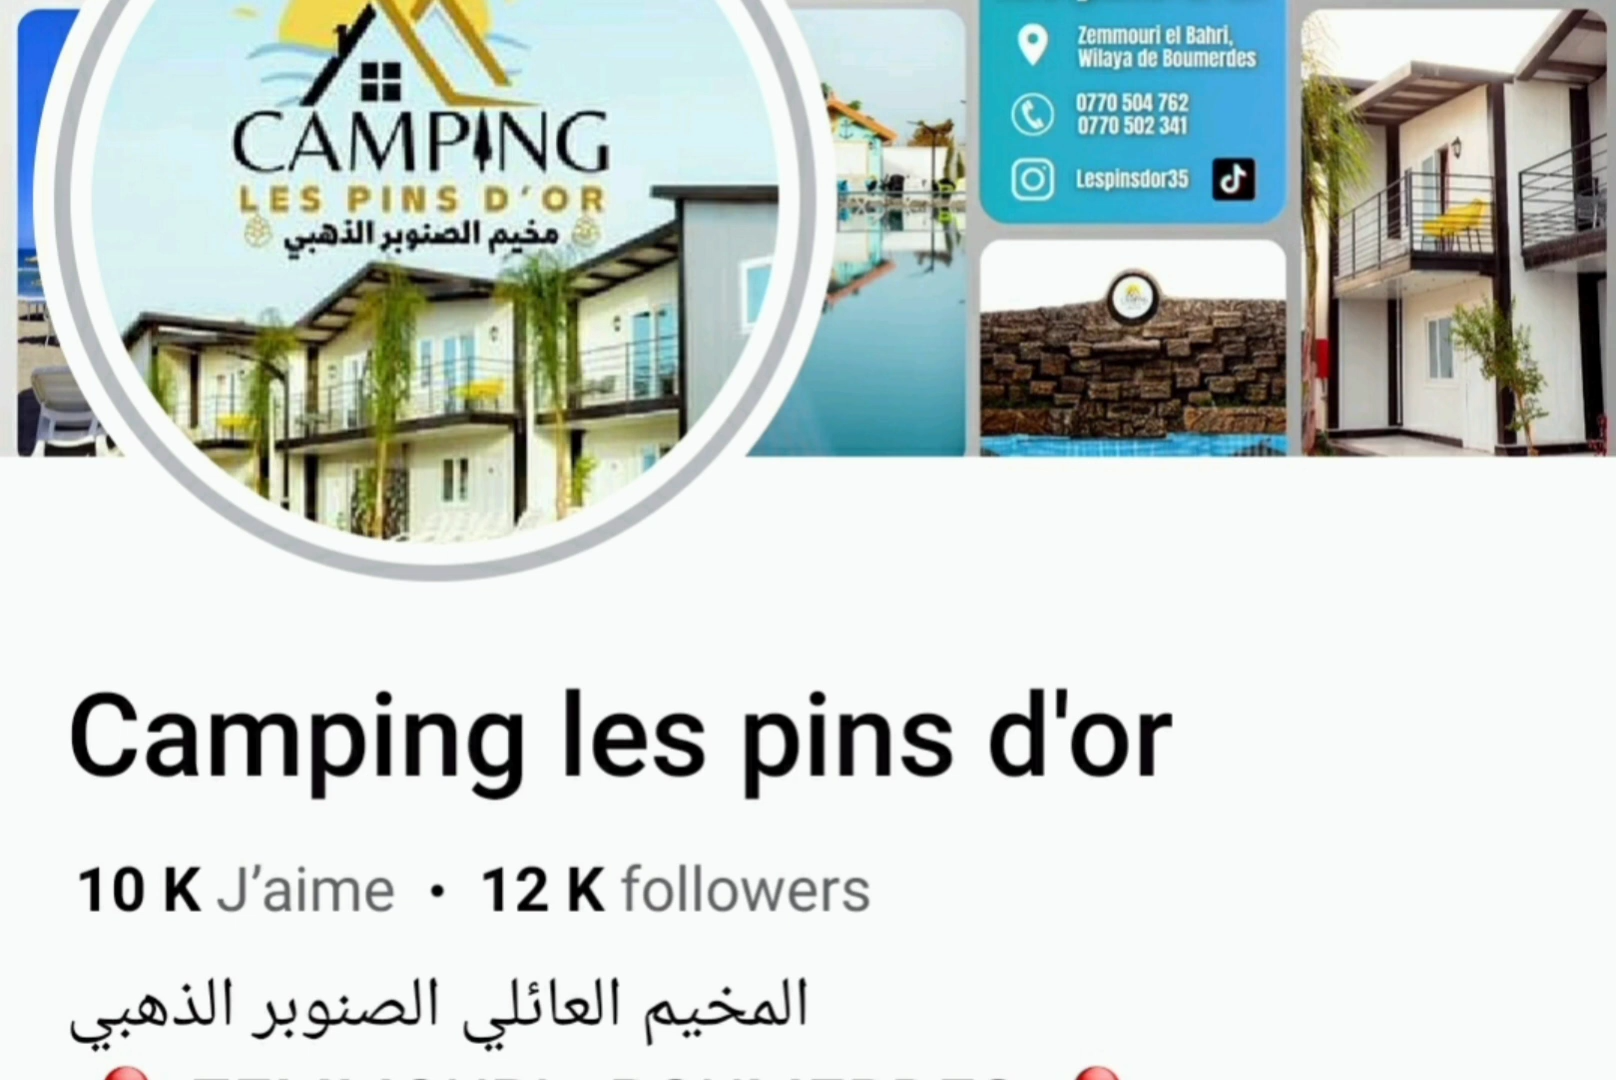 CAMPING
LES PINS D'OR
مخيم الصنوبر الذهبي
Zemmouri el Bahri,
Wilaya de Boumerdes
0770 504 762
0770 502 341
Lespinsdor35
Camping les pins d'or
10 K J’aime • 12 K followers
المخيم العائلي الصنوبر الذهبي